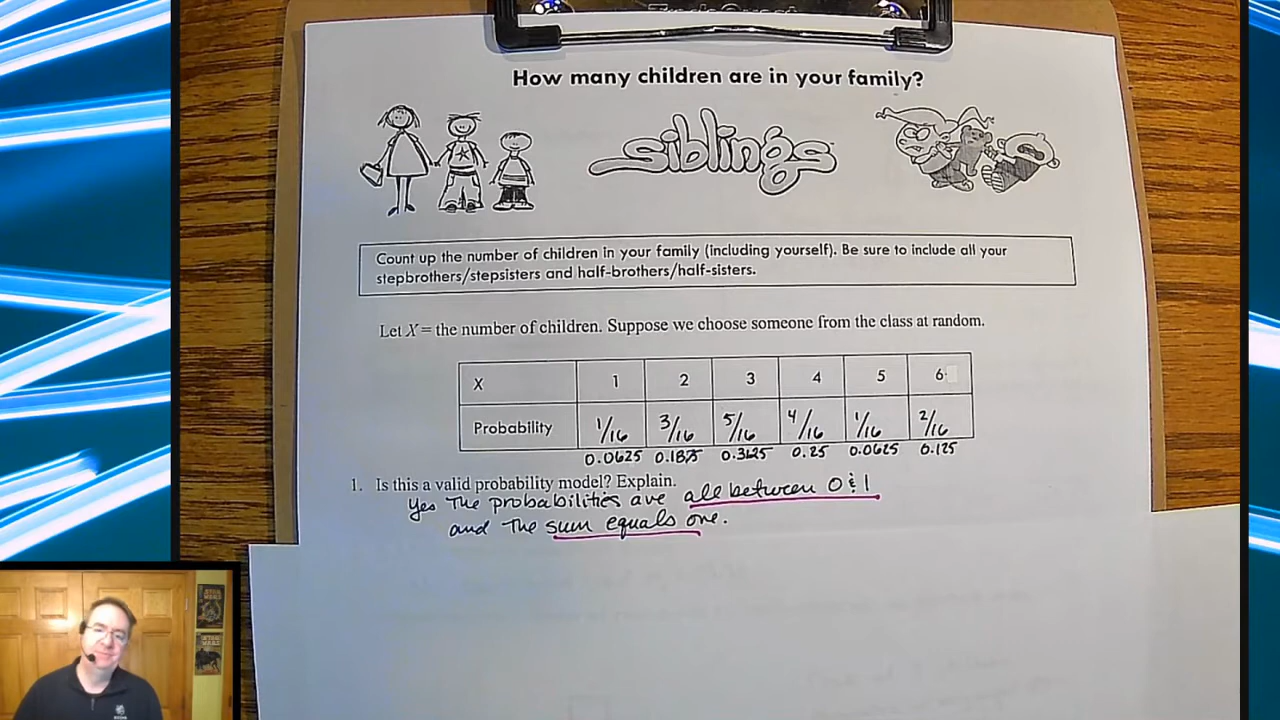 How many children are in your family?
siblings
Count up the number of children in your family (including yourself). Be sure to include all your
stepbrothers/stepsisters and half-brothers/half-sisters.
Let X = the number of children. Suppose we choose someone from the class at random.
X 1 2 3 4 5 6
Probability 1/16 3/16 5/16 4/16 1/16 2/16
0.0625 0.1875 0.3125 0.25 0.0625 0.125
1. Is this a valid probability model? Explain.
Yes The probabilities are all between 0 & 1
and the sum equals one.
STAR
WARS
STAR
WARS